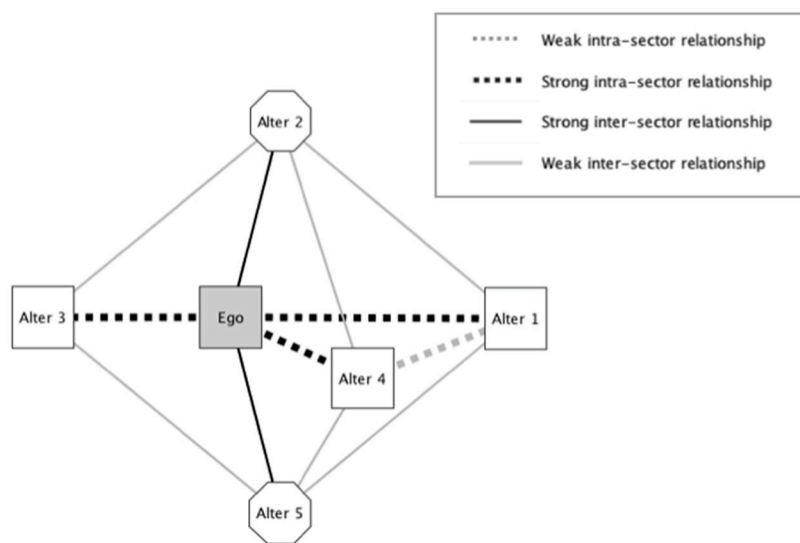 Weak intra-sector relationship
Strong intra-sector relationship
Strong inter-sector relationship
Weak inter-sector relationship
Alter 2
Alter 3
Ego
Alter 1
Alter 4
Alter 5